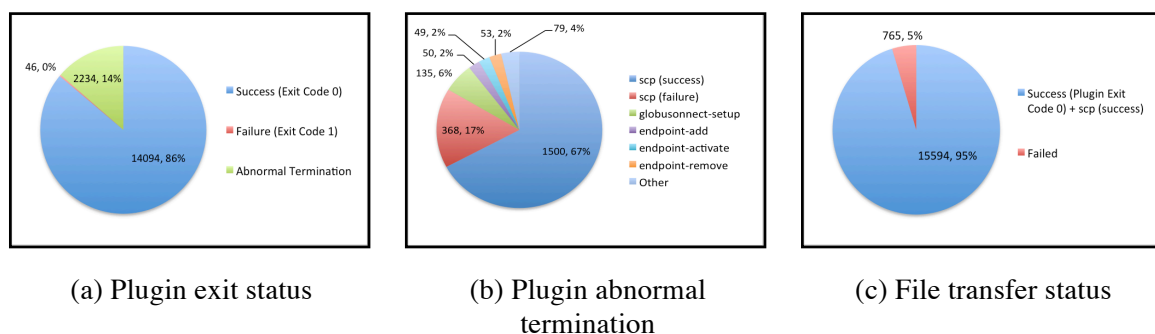 46, 0%
2234, 14%
14094, 86%
Success (Exit Code 0)
Failure (Exit Code 1)
Abnormal Termination
(a) Plugin exit status
49, 2%
53, 2%
79, 4%
50, 2%
135, 6%
368, 17%
1500, 67%
scp (success)
scp (failure)
globusonnect-setup
endpoint-add
endpoint-activate
endpoint-remove
Other
(b) Plugin abnormal
termination
765, 5%
15594, 95%
Success (Plugin Exit
Code 0) + scp (success)
Failed
(c) File transfer status